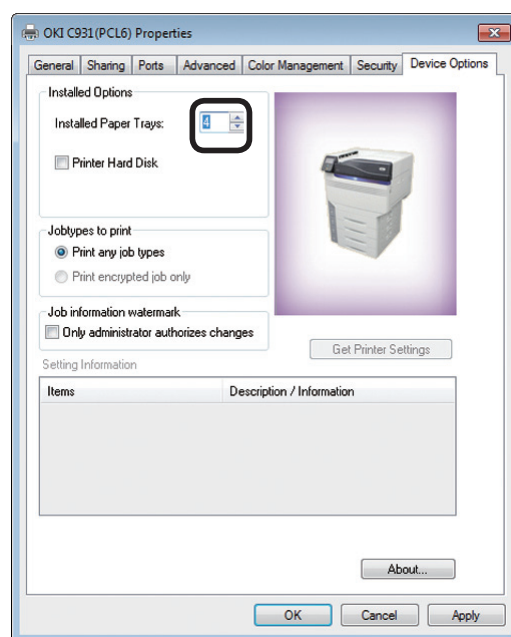 OKI C931(PCL6) Properties
General Sharing Ports Advanced Color Management Security Device Options
Installed Options
Installed Paper Trays: 4
Printer Hard Disk
Jobtypes to print
Print any job types
Print encrypted job only
Job information watermark
Only administrator authorizes changes
Get Printer Settings
Setting Information
Items Description / Information
About...
OK Cancel Apply